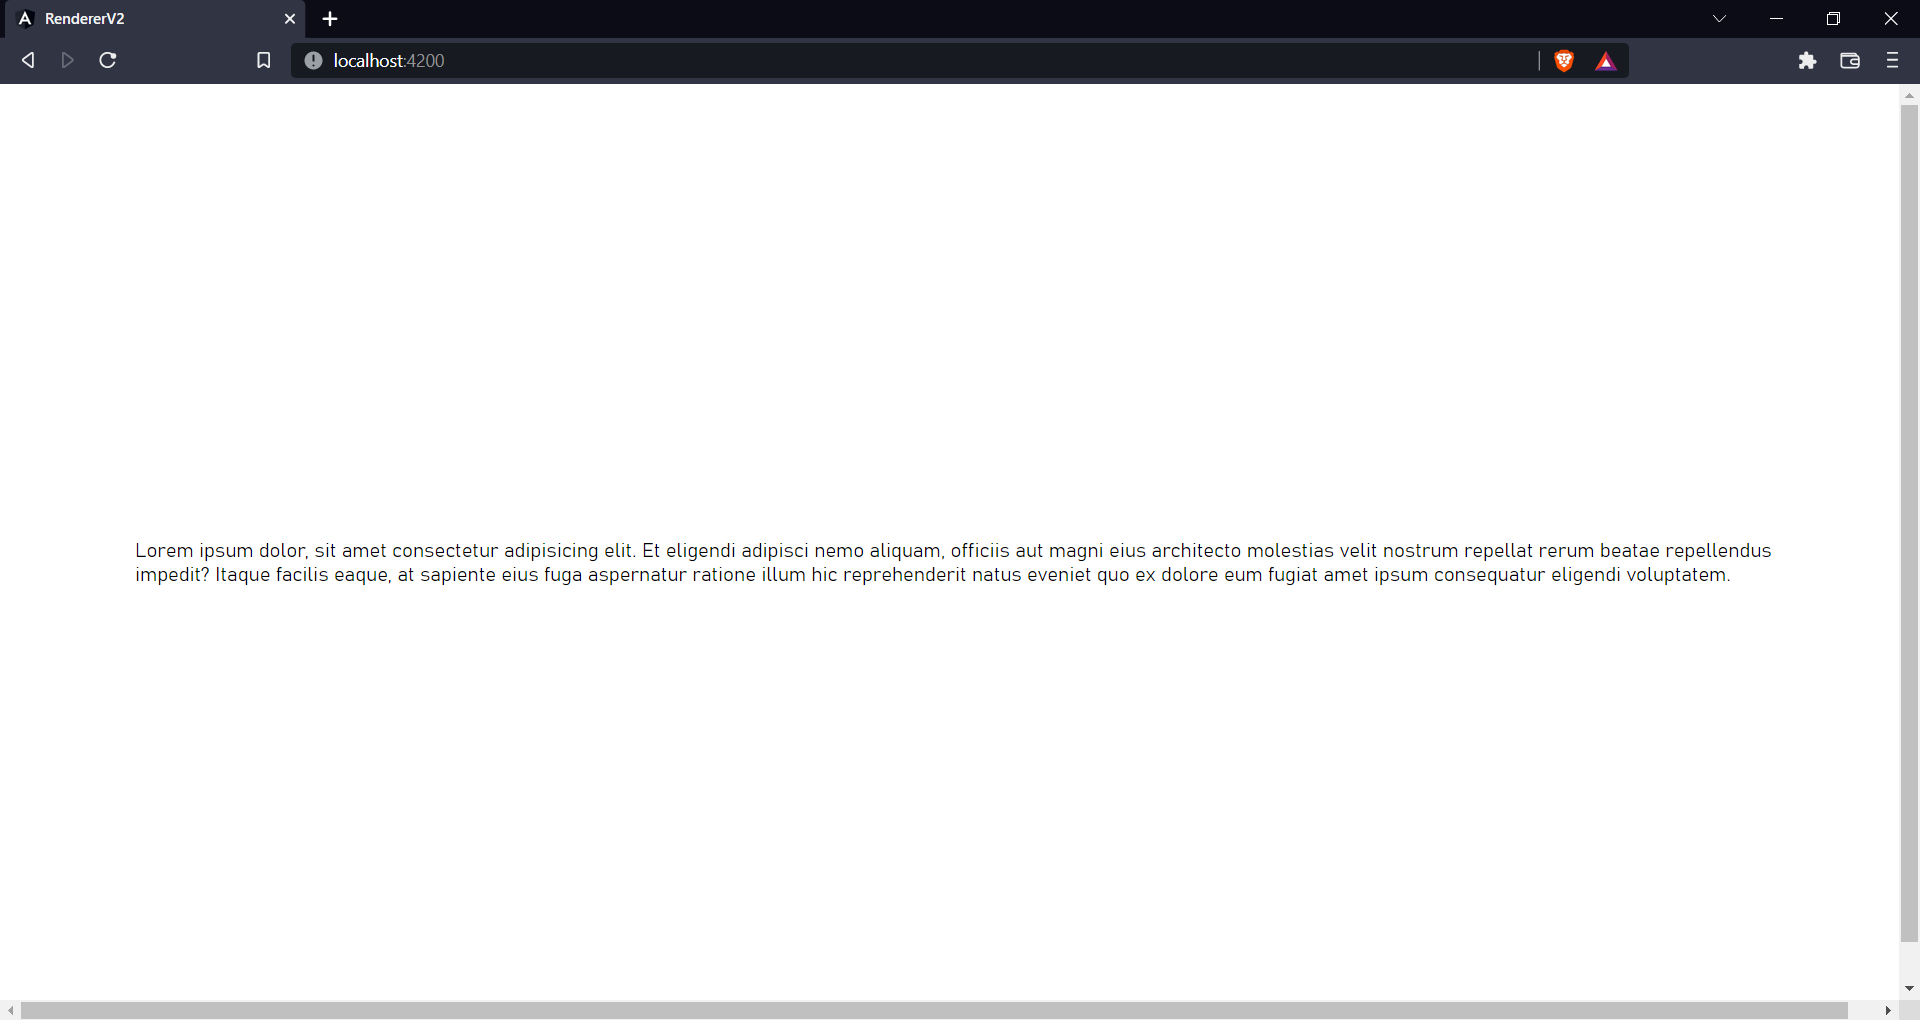 RendererV2
localhost:4200
Lorem ipsum dolor, sit amet consectetur adipisicing elit. Et eligendi adipisci nemo aliquam, officiis aut magni eius architecto molestias velit nostrum repellat rerum beatae repellendus
impedit? Itaque facilis eaque, at sapiente eius fuga aspernatur ratione illum hic reprehenderit natus eveniet quo ex dolore eum fugiat amet ipsum consequatur eligendi voluptatem.